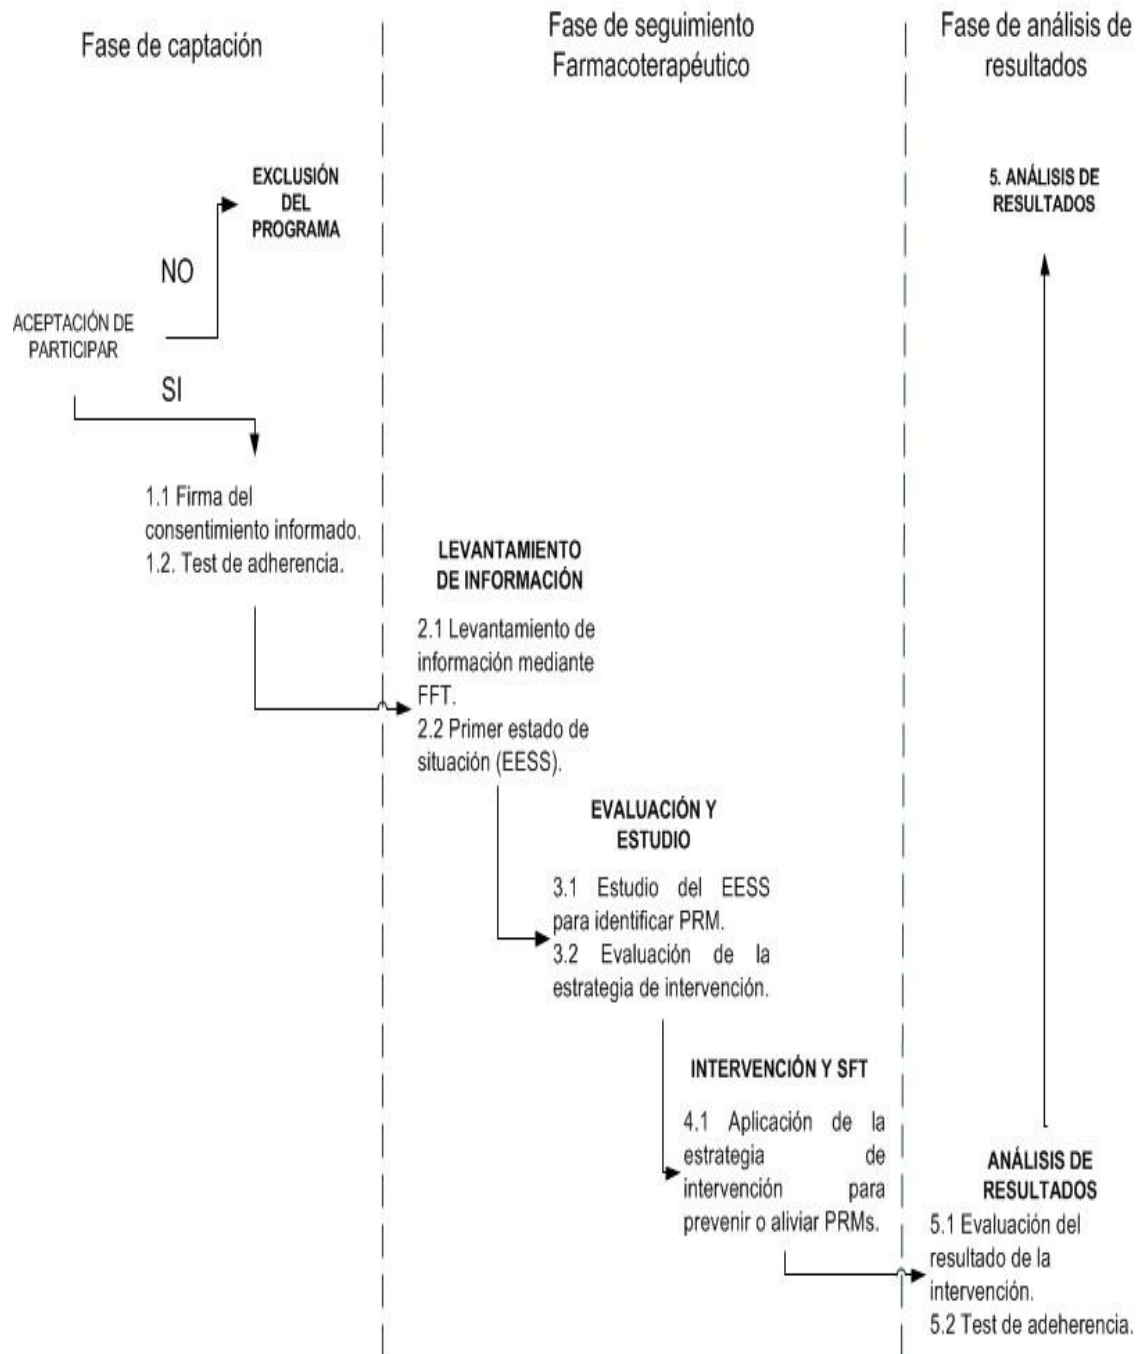 Fase de captación
Fase de seguimiento
Farmacoterapéutico
Fase de análisis de
resultados
EXCLUSIÓN
DEL
PROGRAMA
NO
ACEPTACIÓN DE
PARTICIPAR
SI
1.1 Firma del
consentimiento informado.
1.2. Test de adherencia.
LEVANTAMIENTO
DE INFORMACIÓN
2.1 Levantamiento de
información mediante
FFT.
2.2 Primer estado de
situación (EESS).
EVALUACIÓN Y
ESTUDIO
3.1 Estudio del EESS
para identificar PRM.
3.2 Evaluación de la
estrategia de intervención.
INTERVENCIÓN Y SFT
4.1 Aplicación de la
estrategia de
intervención para
prevenir o aliviar PRMs.
5. ANÁLISIS DE
RESULTADOS
ANÁLISIS DE
RESULTADOS
5.1 Evaluación del
resultado de la
intervención.
5.2 Test de adeherencia.